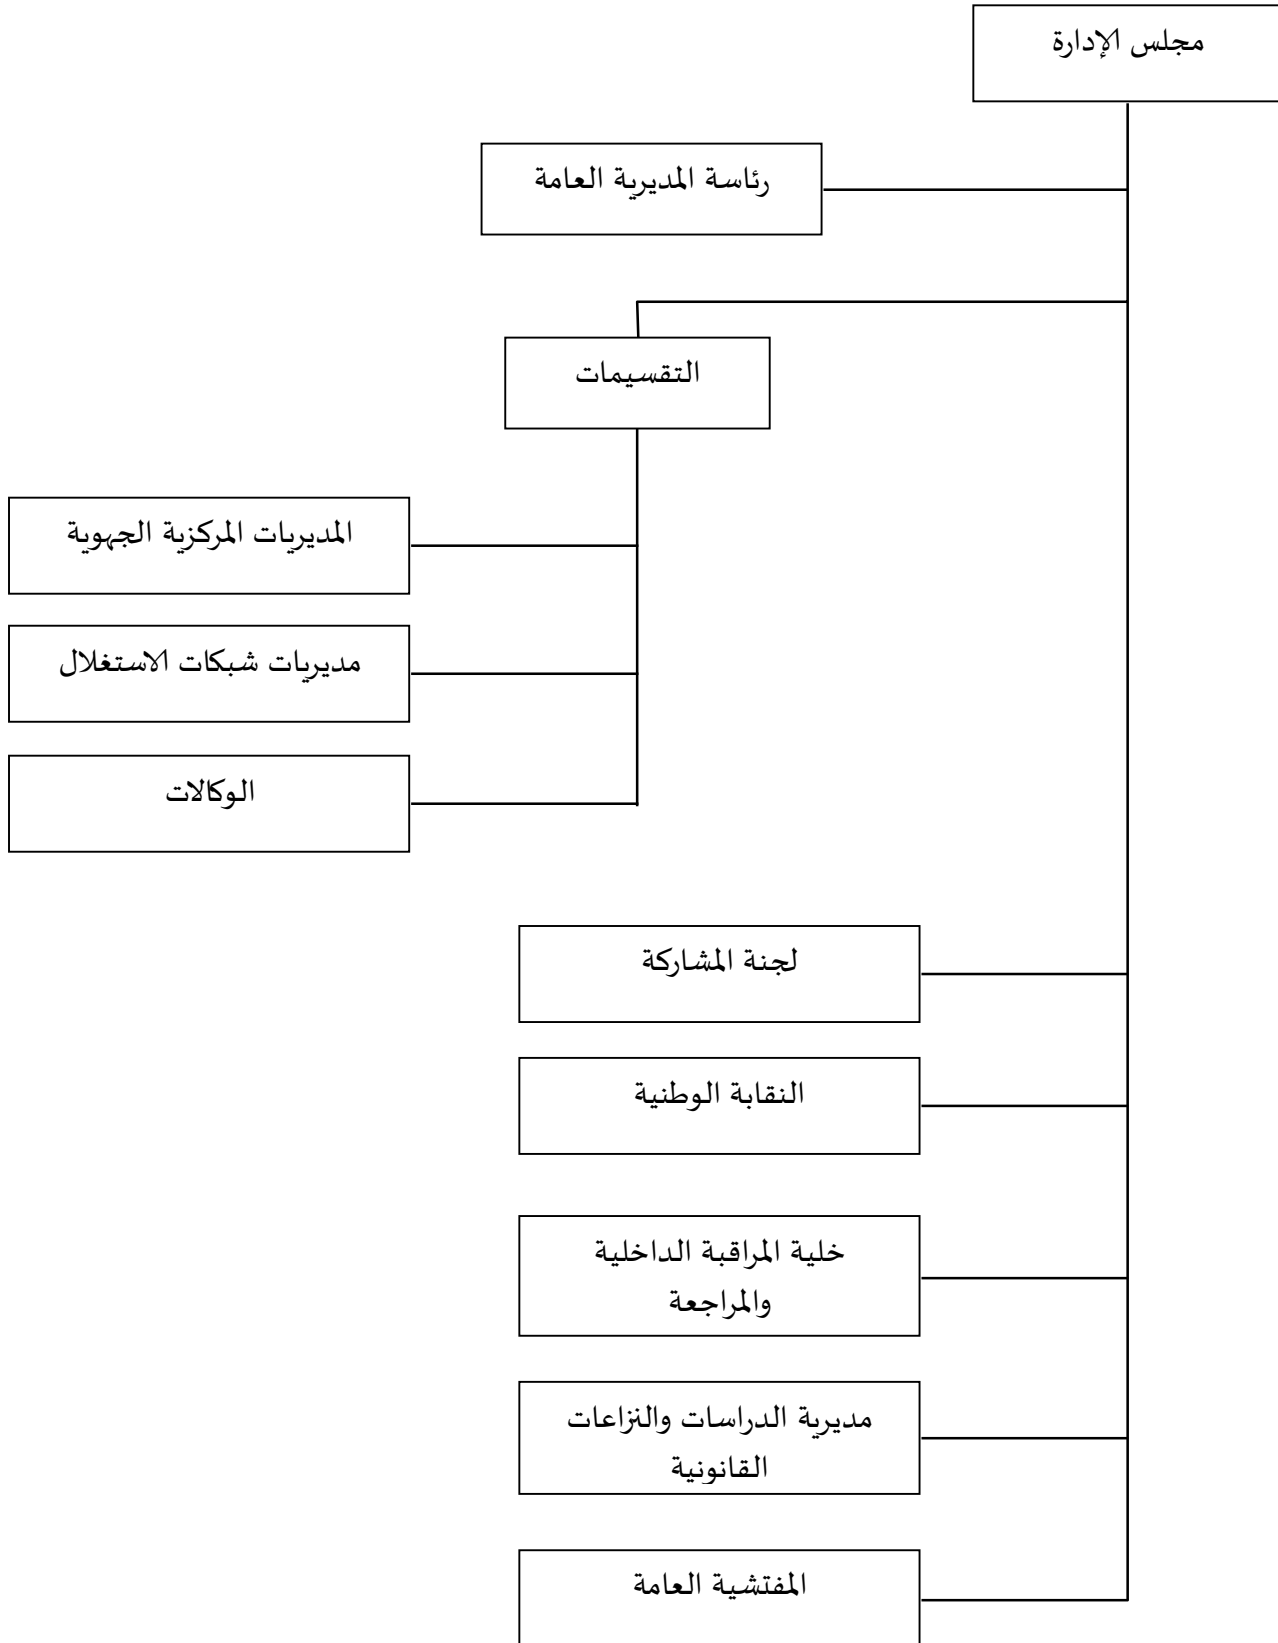 مجلس الإدارة
رئاسة المديرية العامة
التقسيمات
المديريات المركزية الجهوية
مديريات شبكات الاستغلال
الوكالات
لجنة المشاركة
النقابة الوطنية
خلية المراقبة الداخلية
والمراجعة
مديرية الدراسات والنزاعات
القانونية
المفتشية العامة